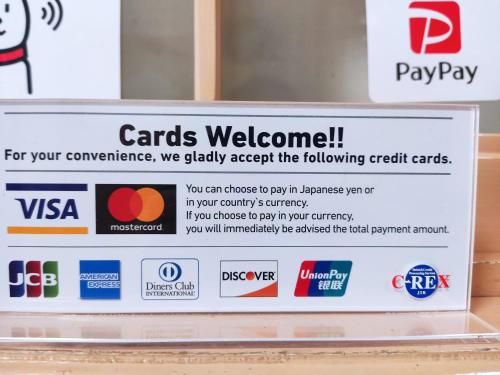 PayPay
Cards Welcome!!
For your convenience, we gladly accept the following credit cards.
VISA
mastercard
You can choose to pay in Japanese yen or
in your country`s currency.
If you choose to pay in your currency,
you will immediately be advised the total payment amount.
JCB
AMERICAN
EXPRESS
Diners Club
INTERNATIONAL
DISCOVER
UnionPay
银联
C-REX
JTB